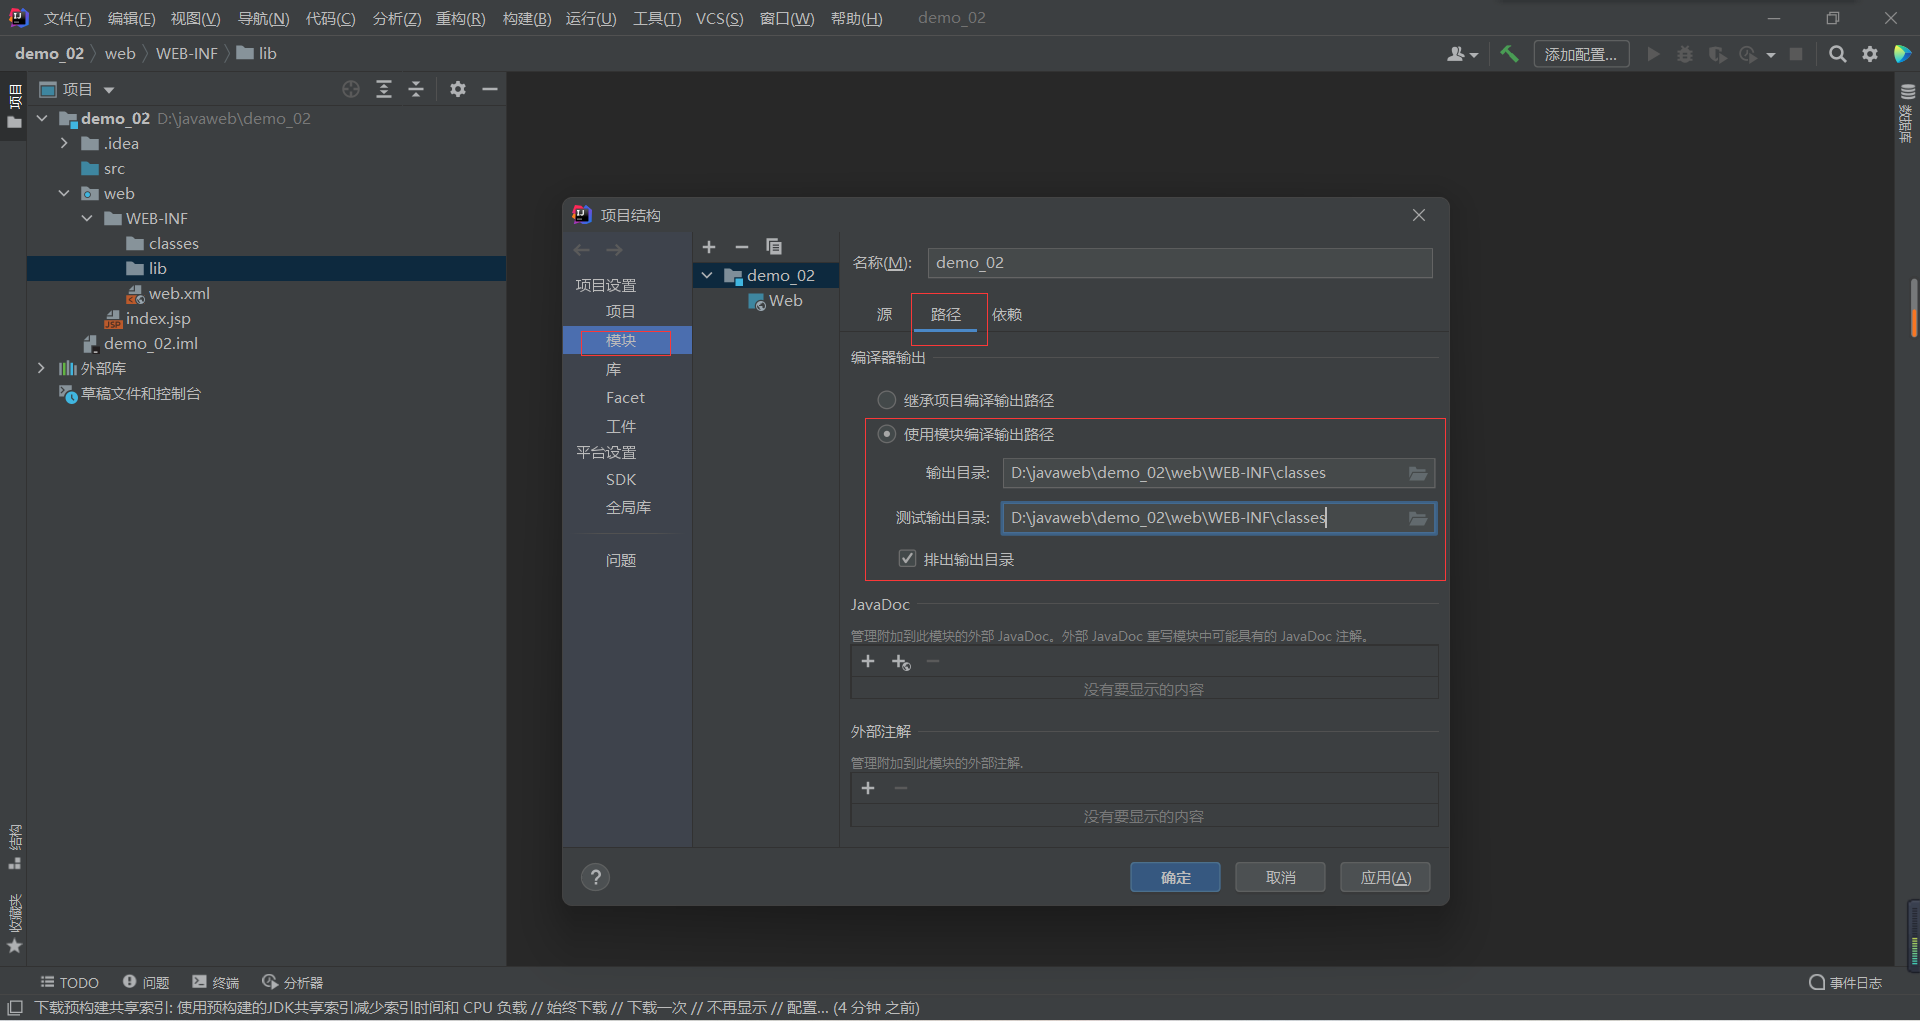 文件(F) 编辑(E) 视图(V) 导航(N) 代码(C) 分析(Z) 重构(R) 构建(B) 运行(U) 工具(T) VCS(S) 窗口(W) 帮助(H) demo_02
demo_02 web WEB-INF lib
添加配置...
项目
项目
demo_02 D:\javaweb\demo_02
.idea
src
web
WEB-INF
classes
lib
web.xml
index.jsp
demo_02.iml
外部库
草稿文件和控制台
数据库
项目结构
项目设置
项目
模块
库
Facet
工件
平台设置
SDK
全局库
问题
demo_02
Web
名称(M): demo_02
源 路径 依赖
编译器输出
继承项目编译输出路径
使用模块编译输出路径
输出目录: D:\javaweb\demo_02\web\WEB-INF\classes
测试输出目录: D:\javaweb\demo_02\web\WEB-INF\classes
排出输出目录
JavaDoc
管理附加到此模块的外部 JavaDoc。外部 JavaDoc 重写模块中可能具有的 JavaDoc 注解。
没有要显示的内容
外部注解
管理附加到此模块的外部注解.
没有要显示的内容
?
确定 取消 应用(A)
结构
收藏夹
TODO 问题 终端 分析器 事件日志
下载预构建共享索引: 使用预构建的JDK共享索引减少索引时间和 CPU 负载 // 始终下载 // 下载一次 // 不再显示 // 配置... (4 分钟 之前)